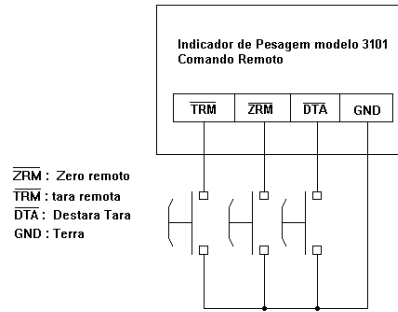 Indicador de Pesagem modelo 3101
Comando Remoto
TRM ZRM DTA GND
ZRM : Zero remoto
TRM : tara remota
DTA : Destara Tara
GND : Terra